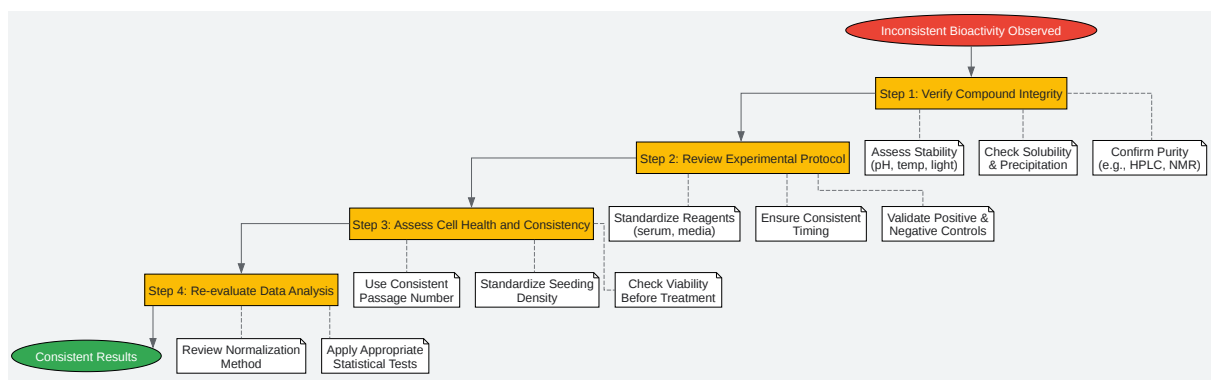 Inconsistent Bioactivity Observed
Step 1: Verify Compound Integrity
Assess Stability
(pH, temp, light)
Check Solubility
& Precipitation
Confirm Purity
(e.g., HPLC, NMR)
Step 2: Review Experimental Protocol
Standardize Reagents
(serum, media)
Ensure Consistent
Timing
Validate Positive &
Negative Controls
Step 3: Assess Cell Health and Consistency
Use Consistent
Passage Number
Standardize Seeding
Density
Check Viability
Before Treatment
Step 4: Re-evaluate Data Analysis
Review Normalization
Method
Apply Appropriate
Statistical Tests
Consistent Results